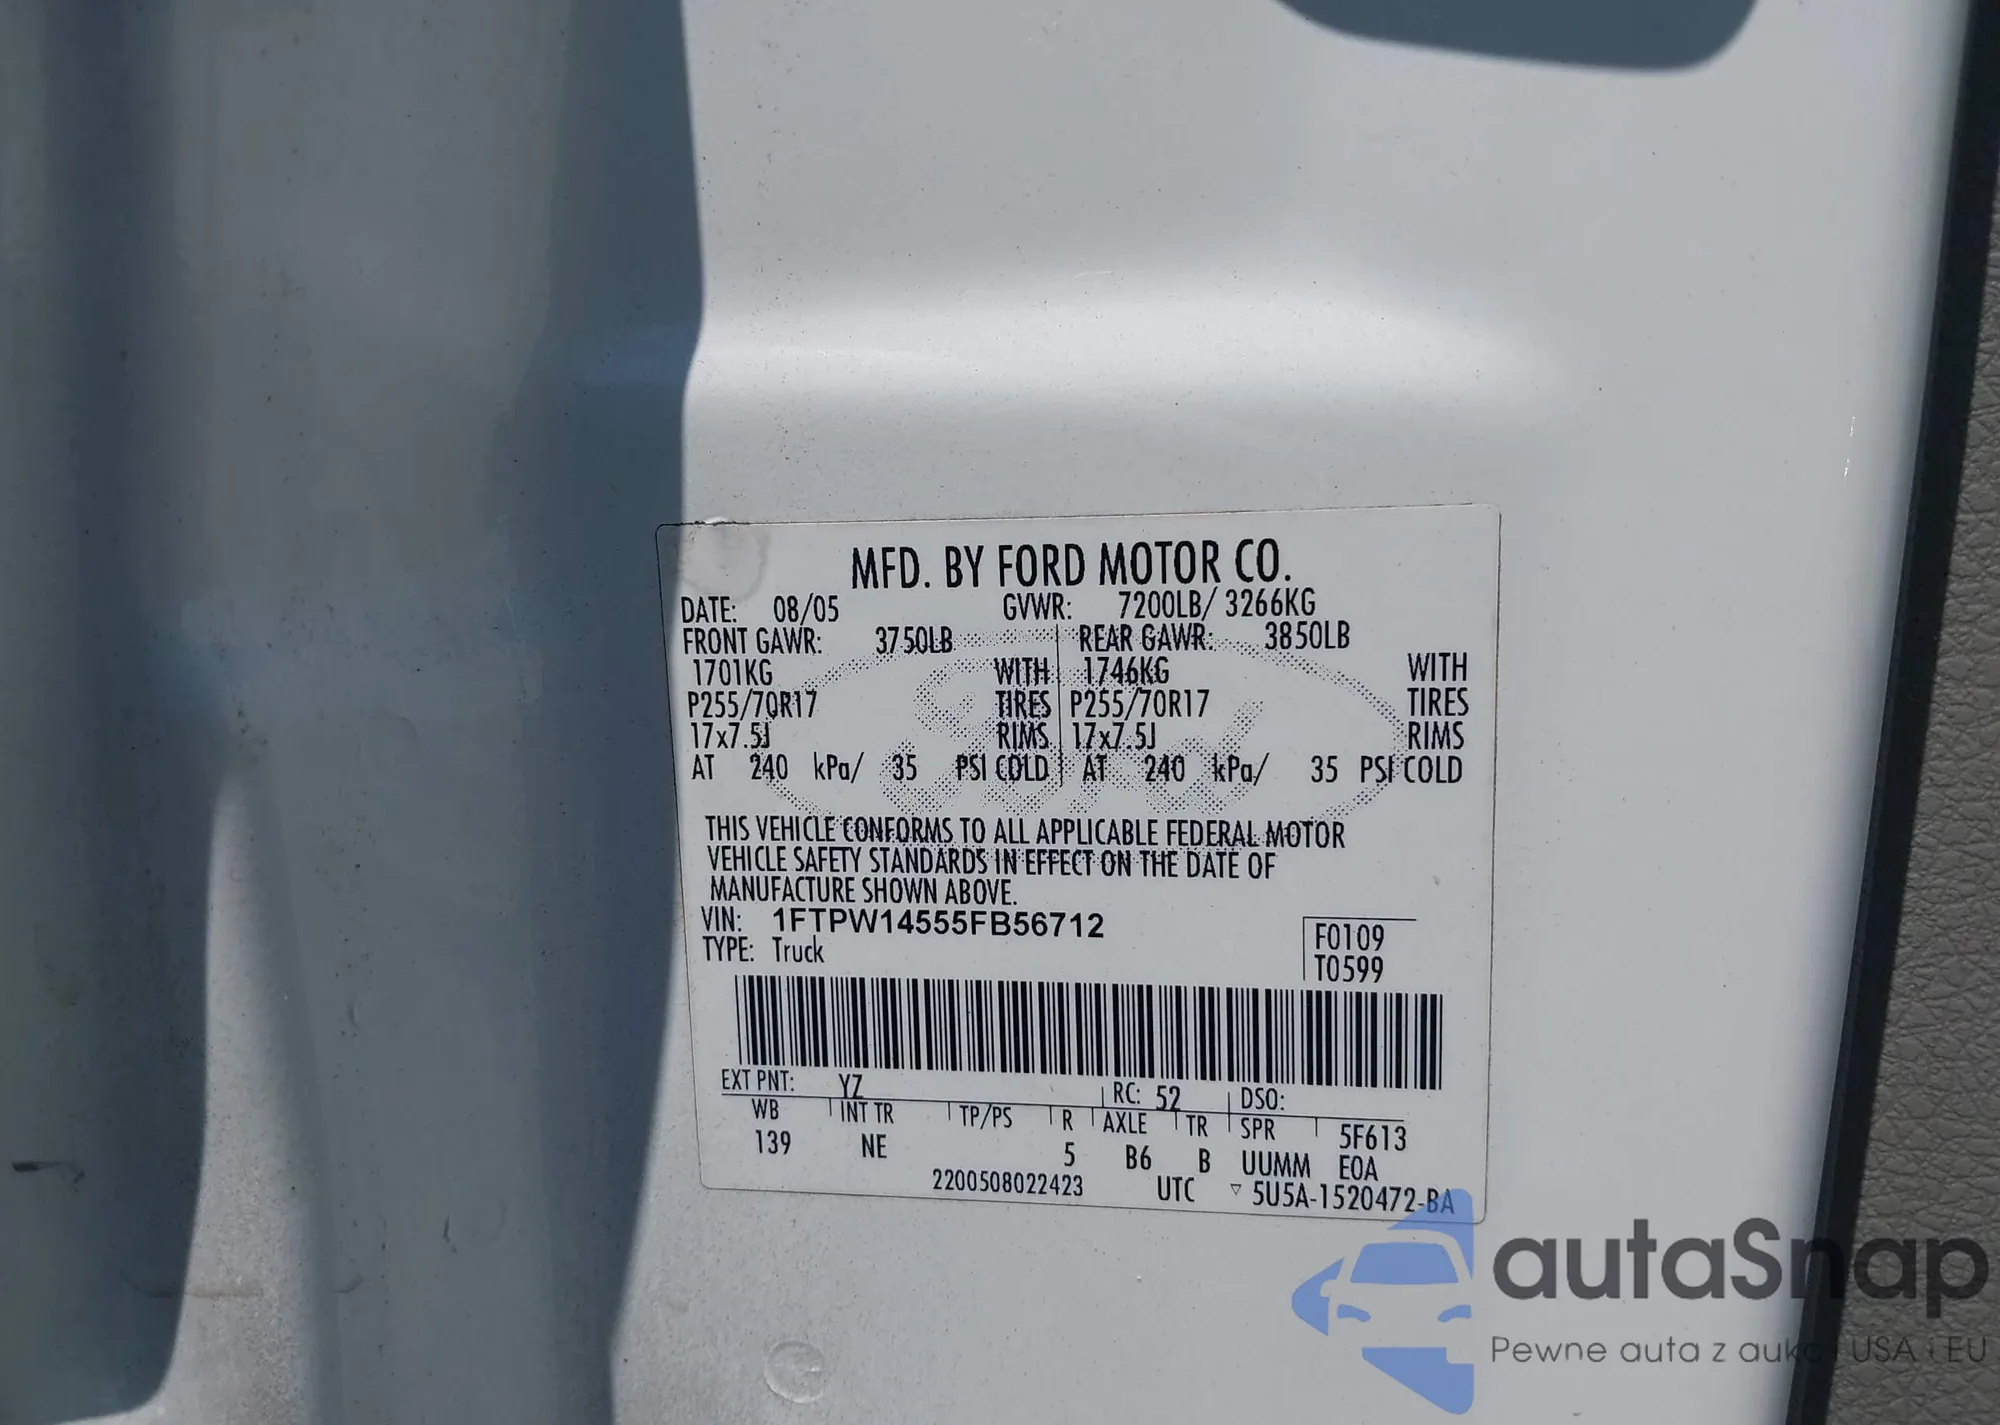 MFD. BY FORD MOTOR CO.
DATE: 08/05 GVWR: 7200LB/ 3266KG
FRONT GAWR: 3750LB REAR GAWR: 3850LB
1701KG WITH 1746KG WITH
P255/70R17 TIRES P255/70R17 TIRES
17x7.5J RIMS 17x7.5J RIMS
AT 240 kPa/ 35 PSI COLD AT 240 kPa/ 35 PSI COLD
Ford
THIS VEHICLE CONFORMS TO ALL APPLICABLE FEDERAL MOTOR
VEHICLE SAFETY STANDARDS IN EFFECT ON THE DATE OF
MANUFACTURE SHOWN ABOVE.
VIN: 1FTPW14555FB56712
TYPE: Truck
F0109
T0599
EXT PNT: YZ RC: 52 DSO:
WB INT TR TP/PS R AXLE TR SPR 5F613
139 NE 5 B6 B UUMM E0A
2200508022423 UTC ▽ 5U5A-1520472-BA
autaSnap
Pewne auta z aukc USA i EU